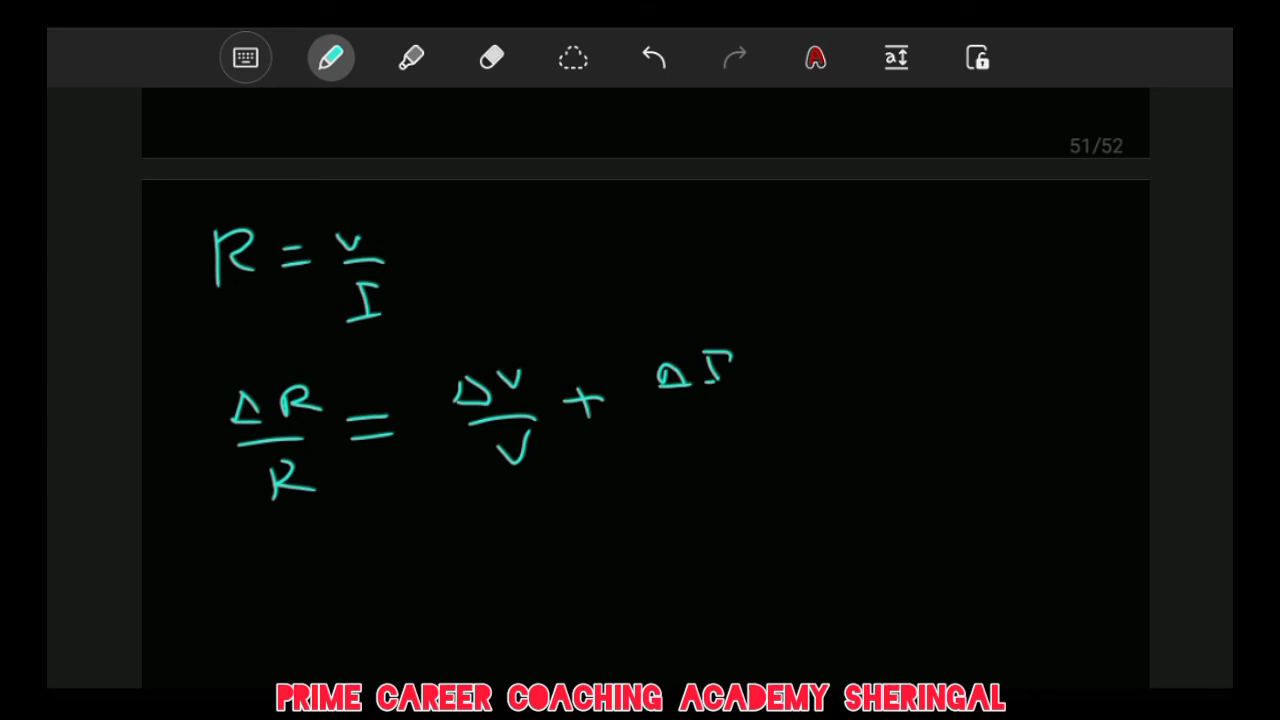 51/52
R = v/I
ΔR/R = ΔV/V + ΔI
PRIME CAREER COACHING ACADEMY SHERINGAL